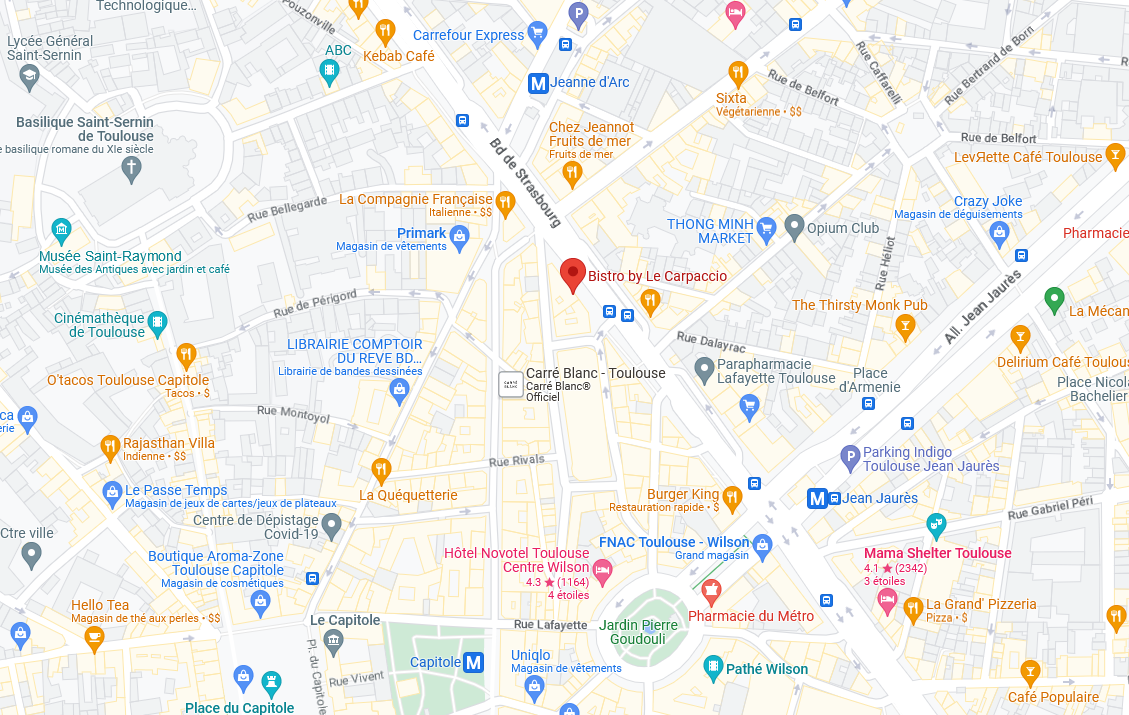 Technologique...
Pouzonville
Carrefour Express
P
Lycée Général
Saint-Sernin
ABC
Kebab Café
M
Jeanne d'Arc
Sixta
Végétarienne • $$
Rue de Belfort
Rue Caffarelli
Rue Bertrand de Born
Basilique Saint-Sernin
de Toulouse
e basilique romane du XIe siècle
Chez Jeannot
Fruits de mer
Fruits de mer
Rue de Belfort
LevЯette Café Toulouse
Bd de Strasbourg
La Compagnie Française
Italienne • $$
Rue Bellegarde
Crazy Joke
Magasin de déguisements
THONG MINH
MARKET
Opium Club
Primark
Magasin de vêtements
Pharmacie
Musée Saint-Raymond
Musée des Antiques avec jardin et café
Rue Héliot
Bistro by Le Carpaccio
Rue de Périgord
The Thirsty Monk Pub
All. Jean Jaurès
La Mécan
Cinémathèque
de Toulouse
LIBRAIRIE COMPTOIR
DU REVE BD...
Librairie de bandes dessinées
Rue Dalayrac
Delirium Café Toulous
O'tacos Toulouse Capitole
Tacos • $
CARRÉ
BLANC
Carré Blanc - Toulouse
Carré Blanc®
Officiel
Parapharmacie
Lafayette Toulouse
Place
d'Arménie
Place Nicola
Bachelier
ca
erie
Rue Montoyol
Rajasthan Villa
Indienne • $$
Rue Rivals
P
Parking Indigo
Toulouse Jean Jaurès
La Quéquetterie
Le Passe Temps
Magasin de jeux de cartes/jeux de plateaux
Burger King
Restauration rapide • $
M
Jean Jaurès
Rue Gabriel Péri
Centre de Dépistage
Covid-19
Ctre ville
FNAC Toulouse - Wilson
Grand magasin
Boutique Aroma-Zone
Toulouse Capitole
Magasin de cosmétiques
Hôtel Novotel Toulouse
Centre Wilson
4.3 ★ (1164)
4 étoiles
Mama Shelter Toulouse
4.1 ★ (2342)
3 étoiles
Hello Tea
Magasin de thé aux perles • $$
Le Capitole
Rue Lafayette
Jardin Pierre
Goudouli
Pharmacie du Métro
La Grand' Pizzeria
Pizza • $
Pl. du Capitole
Capitole
M
Uniqlo
Magasin de vêtements
Pathé Wilson
Rue Vivent
Place du Capitole
Café Populaire